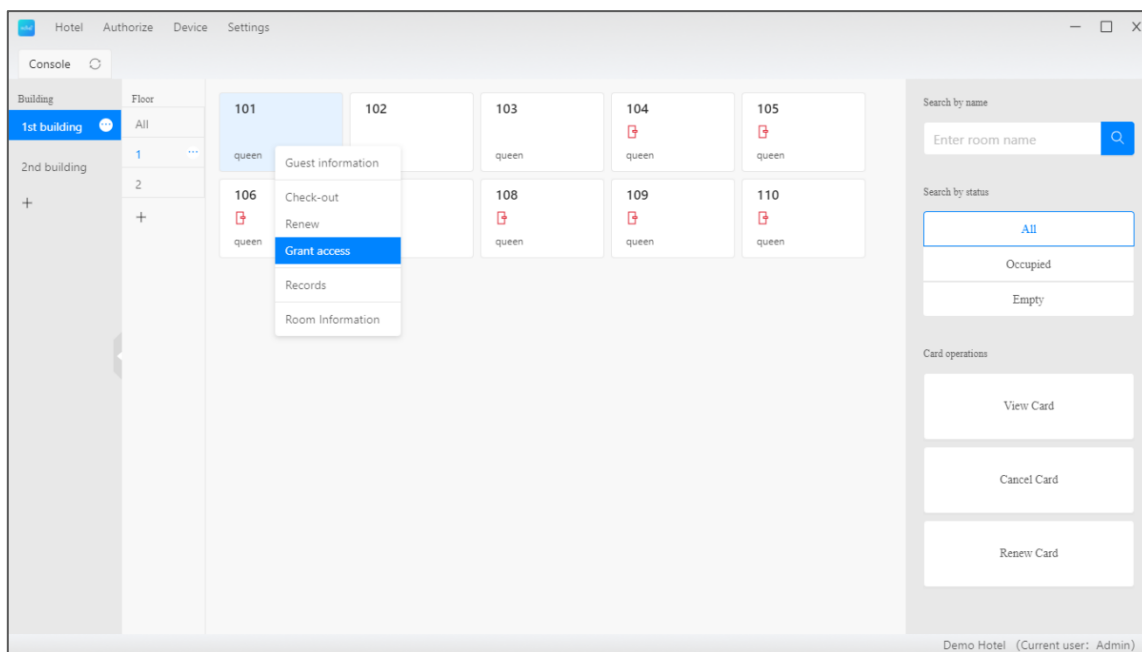 Hotel Authorize Device Settings
Console
Building
1st building
2nd building
+
Floor
All
1
2
+
101
queen
102
103
queen
104
queen
105
queen
106
queen
108
queen
109
queen
110
queen
Guest information
Check-out
Renew
Grant access
Records
Room Information
Search by name
Enter room name
Search by status
All
Occupied
Empty
Card operations
View Card
Cancel Card
Renew Card
Demo Hotel (Current user: Admin)